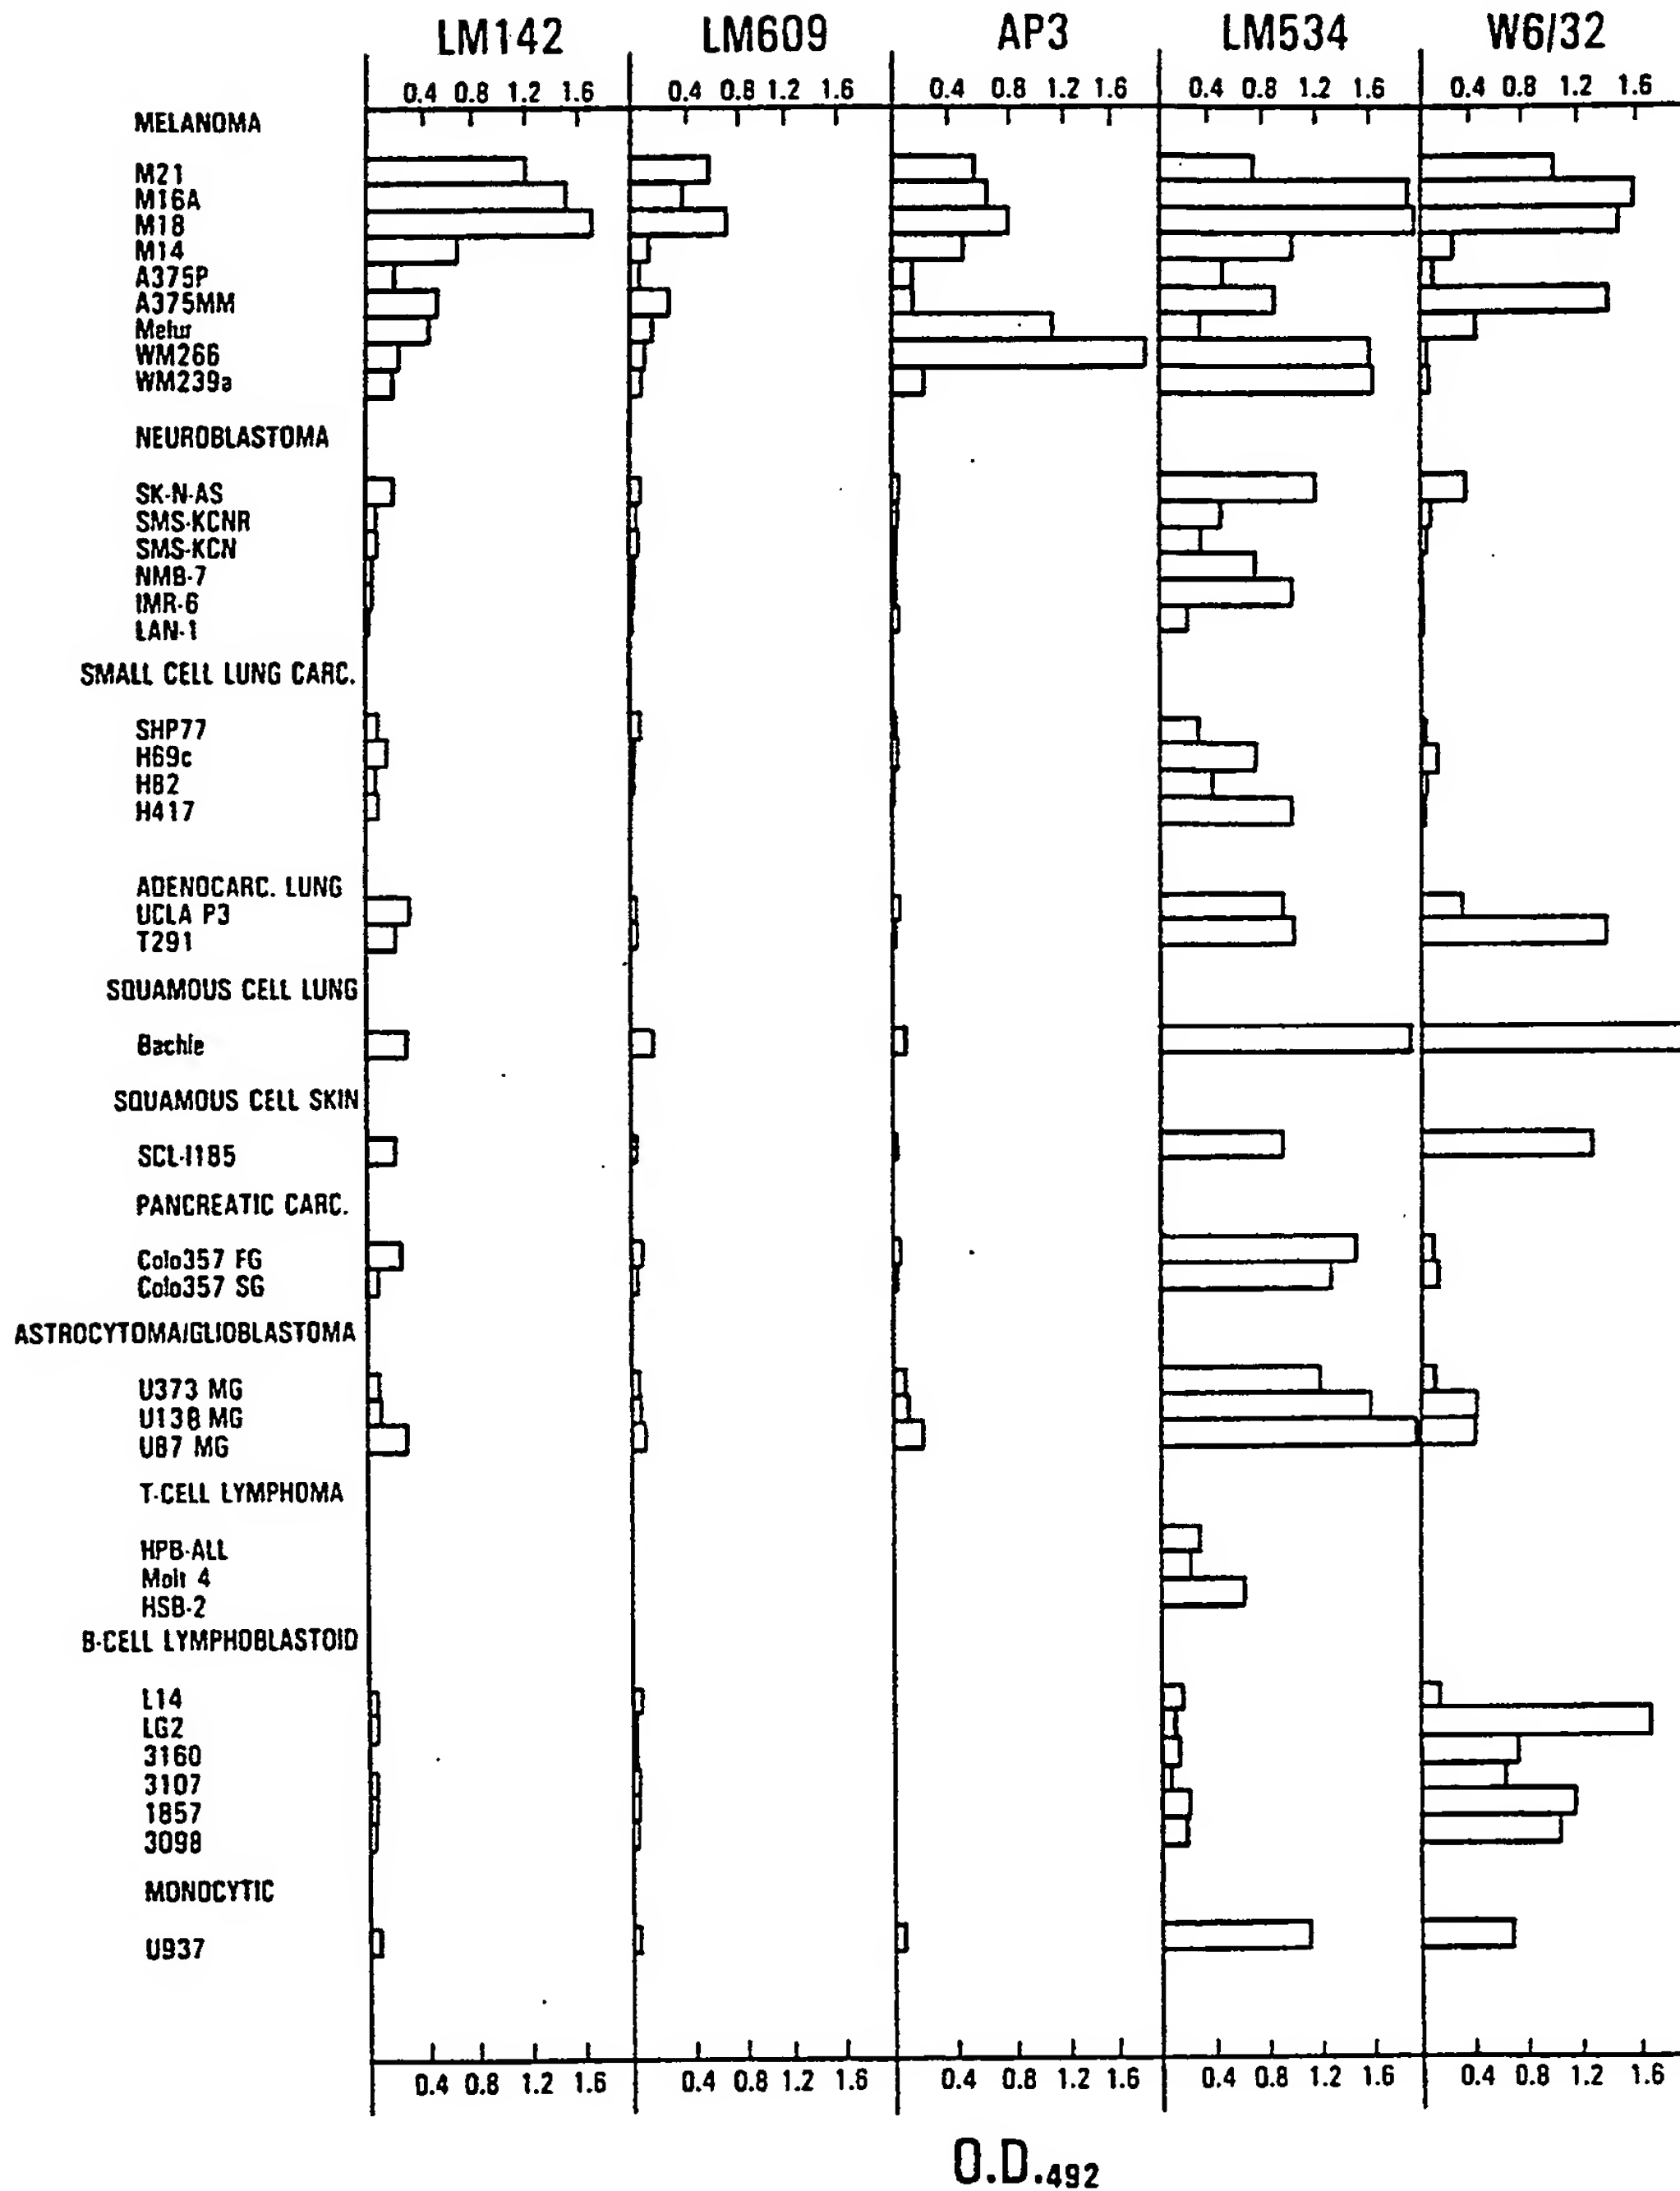 LM142 LM609 AP3 LM534 W6/32
0.4 0.8 1.2 1.6 0.4 0.8 1.2 1.6 0.4 0.8 1.2 1.6 0.4 0.8 1.2 1.6 0.4 0.8 1.2 1.6
MELANOMA
M21
M16A
M18
M14
A375P
A375MM
Melur
WM266
WM239a
NEUROBLASTOMA
SK-N-AS
SMS-KCNR
SMS-KCN
NMB-7
IMR-6
LAN-1
SMALL CELL LUNG CARC.
SHP77
H69c
H82
H417
ADENOCARC. LUNG
UCLA P3
T291
SQUAMOUS CELL LUNG
Bachle
SQUAMOUS CELL SKIN
SCL-I185
PANCREATIC CARC.
Colo357 FG
Colo357 SG
ASTROCYTOMA/GLIOBLASTOMA
U373 MG
U138 MG
U87 MG
T-CELL LYMPHOMA
HPB-ALL
Molt 4
HSB-2
B-CELL LYMPHOBLASTOID
L14
LG2
3160
3107
1857
3098
MONOCYTIC
U937
0.4 0.8 1.2 1.6 0.4 0.8 1.2 1.6 0.4 0.8 1.2 1.6 0.4 0.8 1.2 1.6 0.4 0.8 1.2 1.6
O.D.492